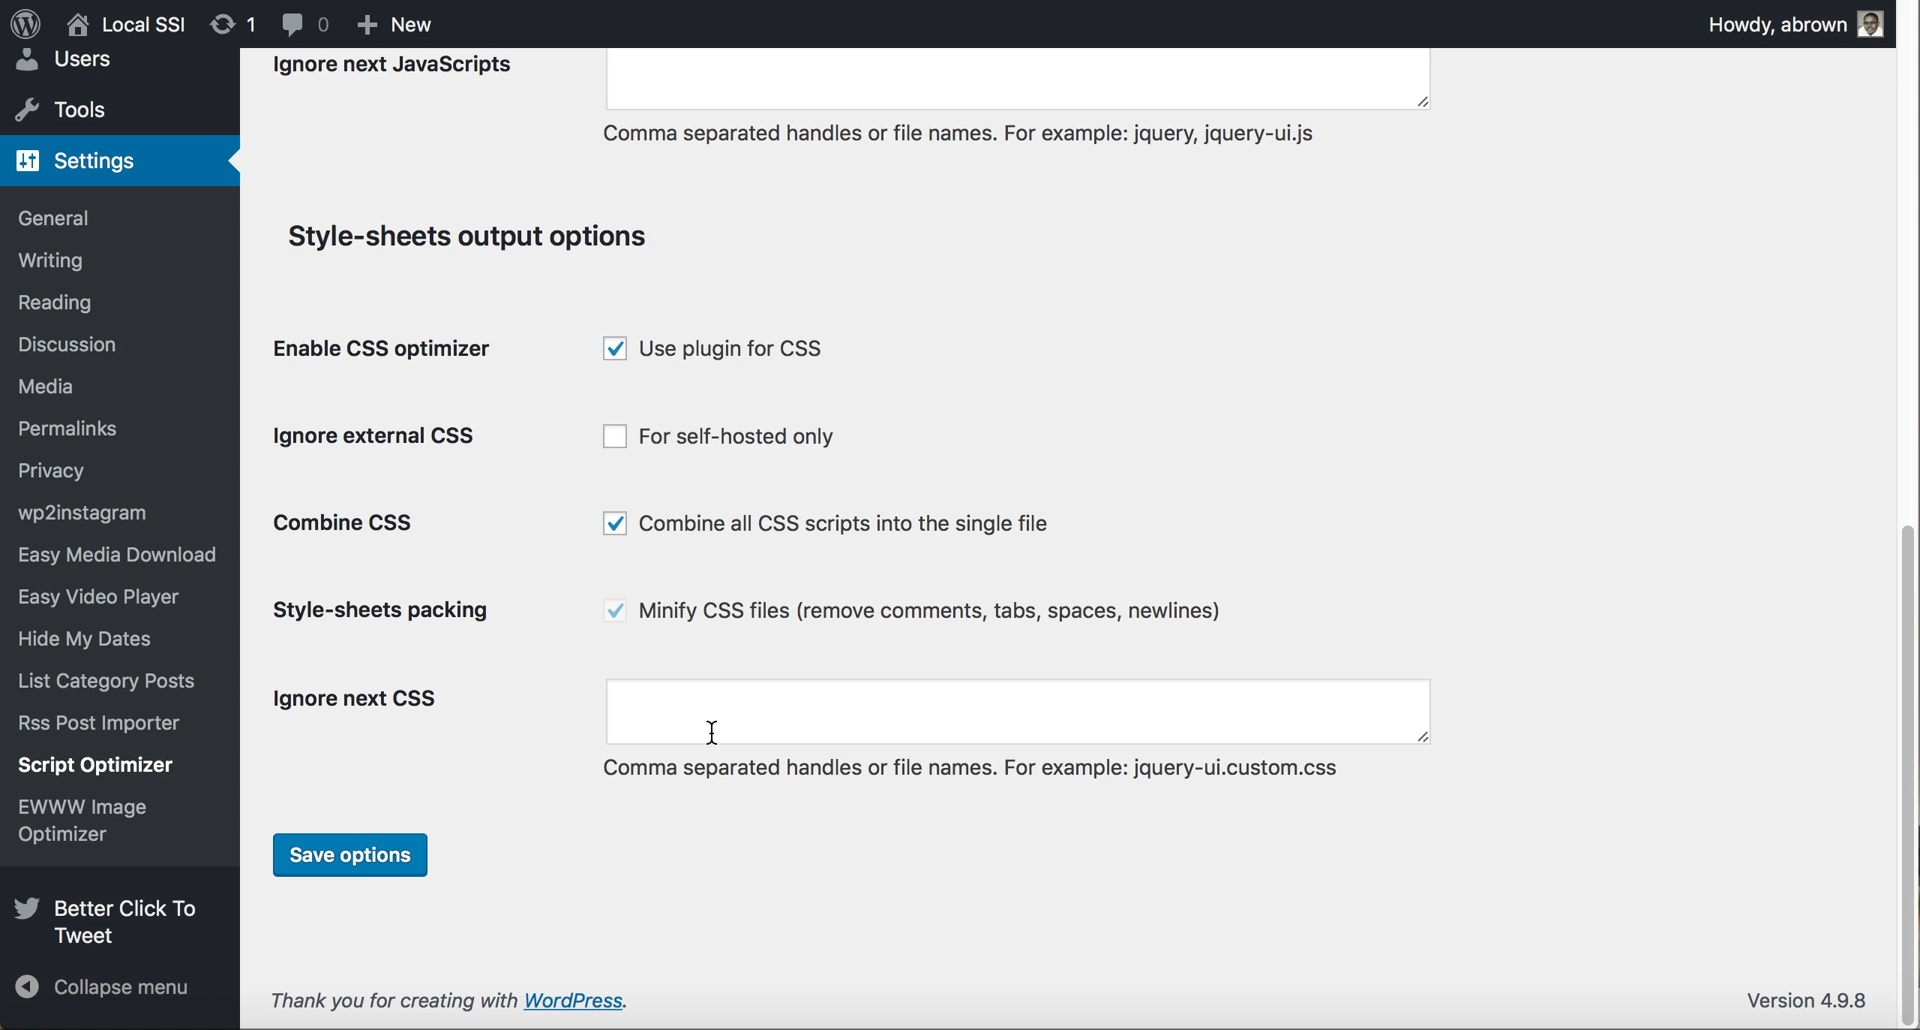 Local SSI 1 0 New Howdy, abrown
Users
Tools
Settings
General
Writing
Reading
Discussion
Media
Permalinks
Privacy
wp2instagram
Easy Media Download
Easy Video Player
Hide My Dates
List Category Posts
Rss Post Importer
Script Optimizer
EWWW Image
Optimizer
Better Click To
Tweet
Collapse menu
Ignore next JavaScripts
Comma separated handles or file names. For example: jquery, jquery-ui.js
Style-sheets output options
Enable CSS optimizer Use plugin for CSS
Ignore external CSS For self-hosted only
Combine CSS Combine all CSS scripts into the single file
Style-sheets packing Minify CSS files (remove comments, tabs, spaces, newlines)
Ignore next CSS
Comma separated handles or file names. For example: jquery-ui.custom.css
Save options
Thank you for creating with WordPress. Version 4.9.8